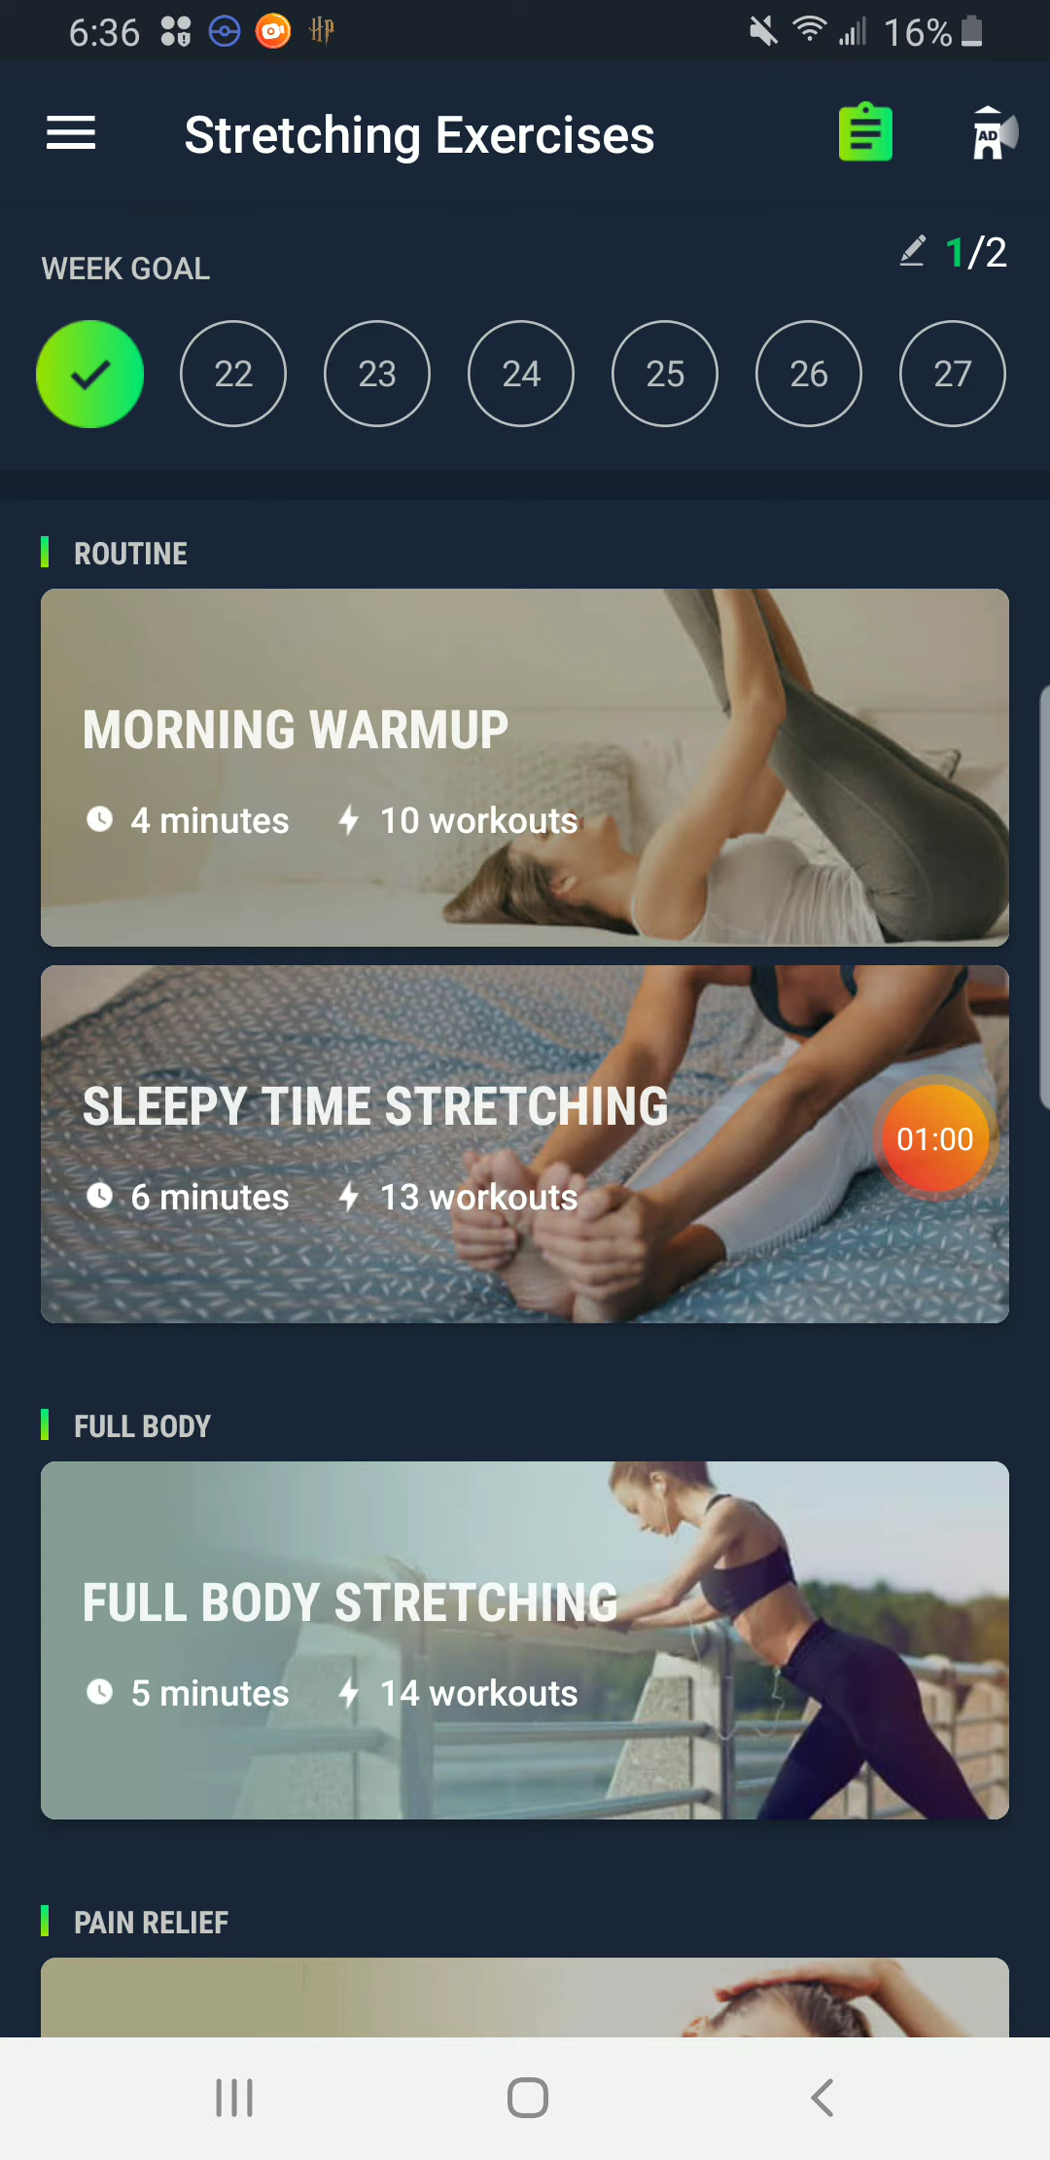 6:36
16%
Stretching Exercises
AD
WEEK GOAL
1/2
22 23 24 25 26 27
ROUTINE
MORNING WARMUP
4 minutes 10 workouts
SLEEPY TIME STRETCHING
01:00
6 minutes 13 workouts
FULL BODY
FULL BODY STRETCHING
5 minutes 14 workouts
PAIN RELIEF